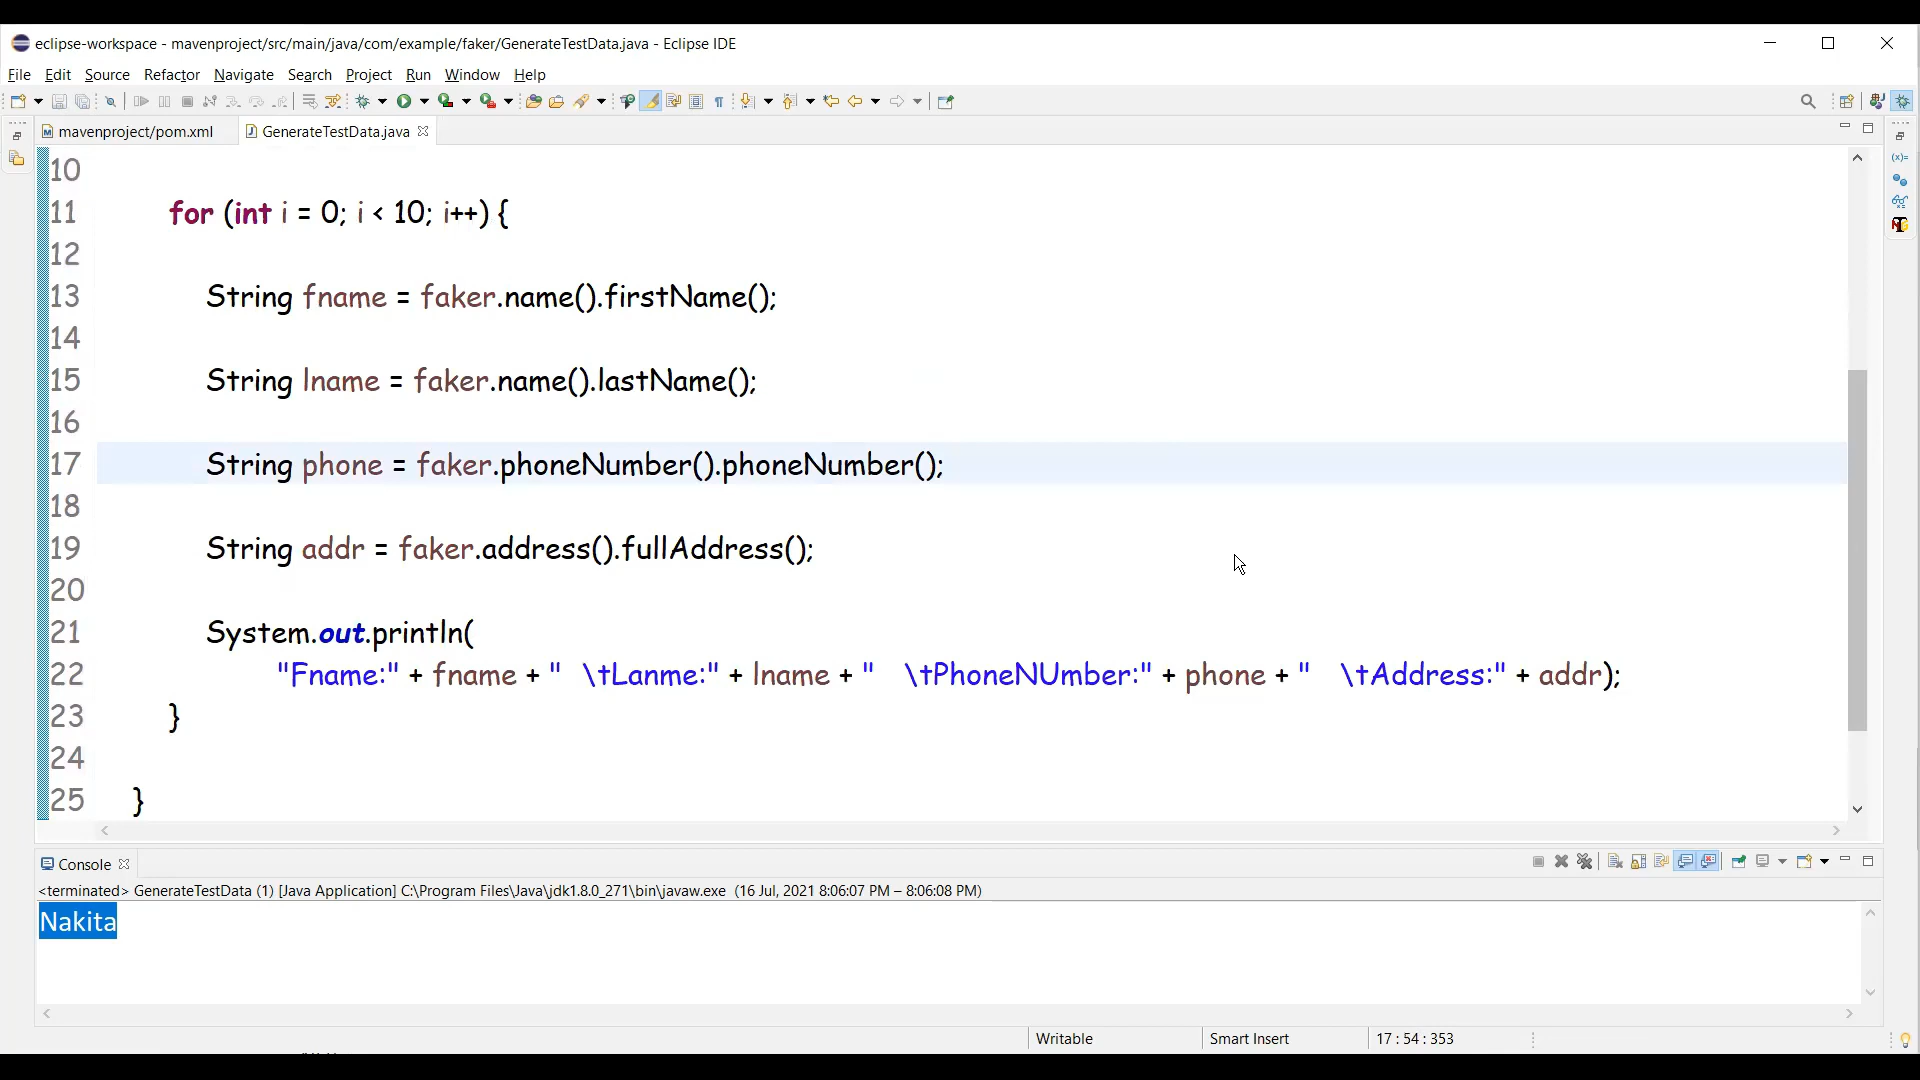 eclipse-workspace - mavenproject/src/main/java/com/example/faker/GenerateTestData.java - Eclipse IDE
File Edit Source Refactor Navigate Search Project Run Window Help
mavenproject/pom.xml GenerateTestData.java
10
11 for (int i = 0; i < 10; i++) {
12
13 String fname = faker.name().firstName();
14
15 String lname = faker.name().lastName();
16
17 String phone = faker.phoneNumber().phoneNumber();
18
19 String addr = faker.address().fullAddress();
20
21 System.out.println(
22 "Fname:" + fname + "  \tLanme:" + lname + "   \tPhoneNUmber:" + phone + "   \tAddress:" + addr);
23 }
24
25 }
Console
<terminated> GenerateTestData (1) [Java Application] C:\Program Files\Java\jdk1.8.0_271\bin\javaw.exe (16 Jul, 2021 8:06:07 PM – 8:06:08 PM)
Nakita
Writable Smart Insert 17 : 54 : 353